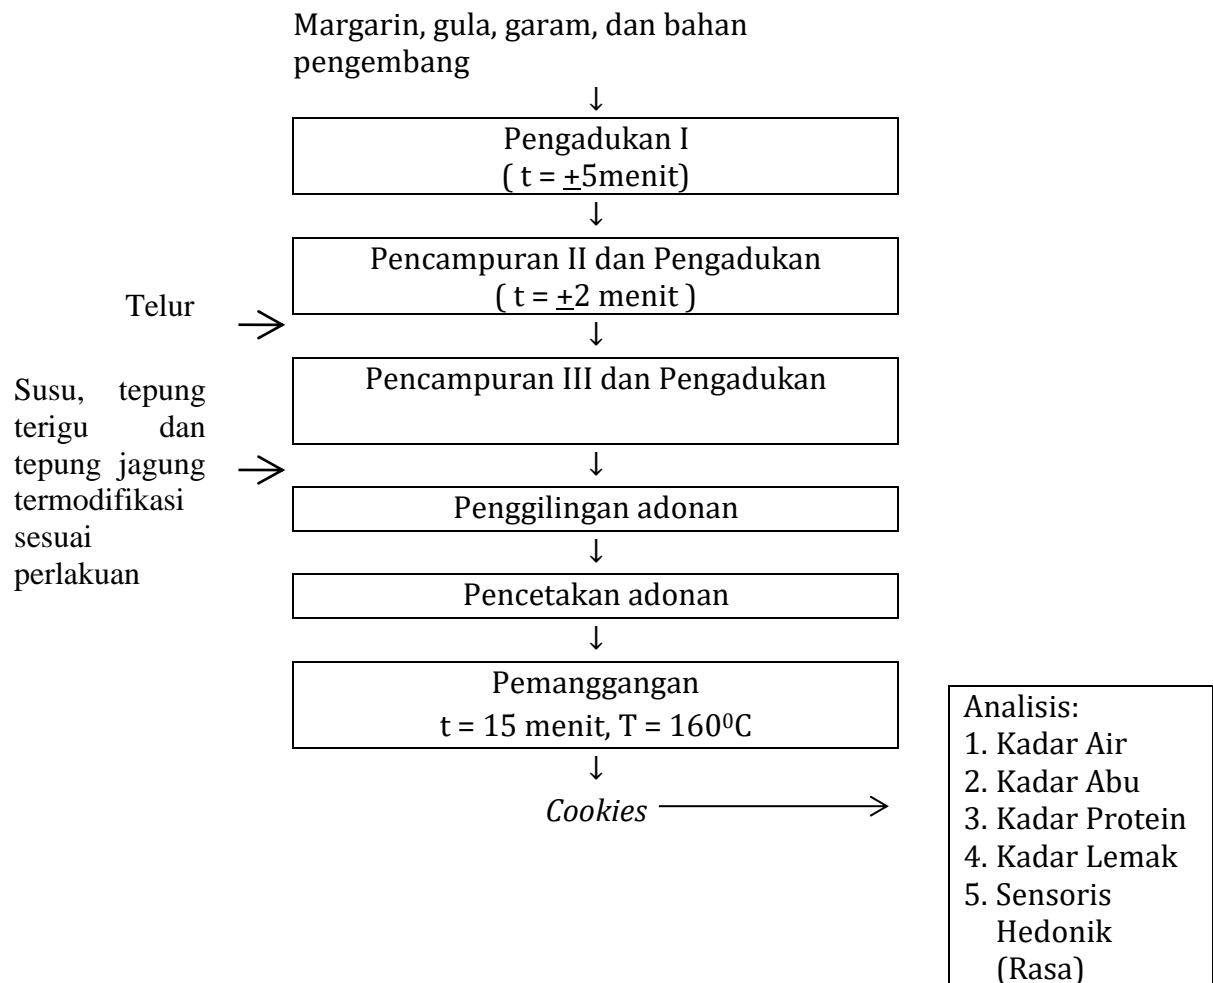 Margarin, gula, garam, dan bahan
pengembang
↓
Pengadukan I
( t = ±5menit)
↓
Pencampuran II dan Pengadukan
( t = ±2 menit )
Telur
↓
Pencampuran III dan Pengadukan
Susu, tepung
terigu dan
tepung jagung
termodifikasi
sesuai
perlakuan
↓
Penggilingan adonan
↓
Pencetakan adonan
↓
Pemanggangan
t = 15 menit, T = 160⁰C
↓
Cookies
Analisis:
1. Kadar Air
2. Kadar Abu
3. Kadar Protein
4. Kadar Lemak
5. Sensoris
Hedonik
(Rasa)